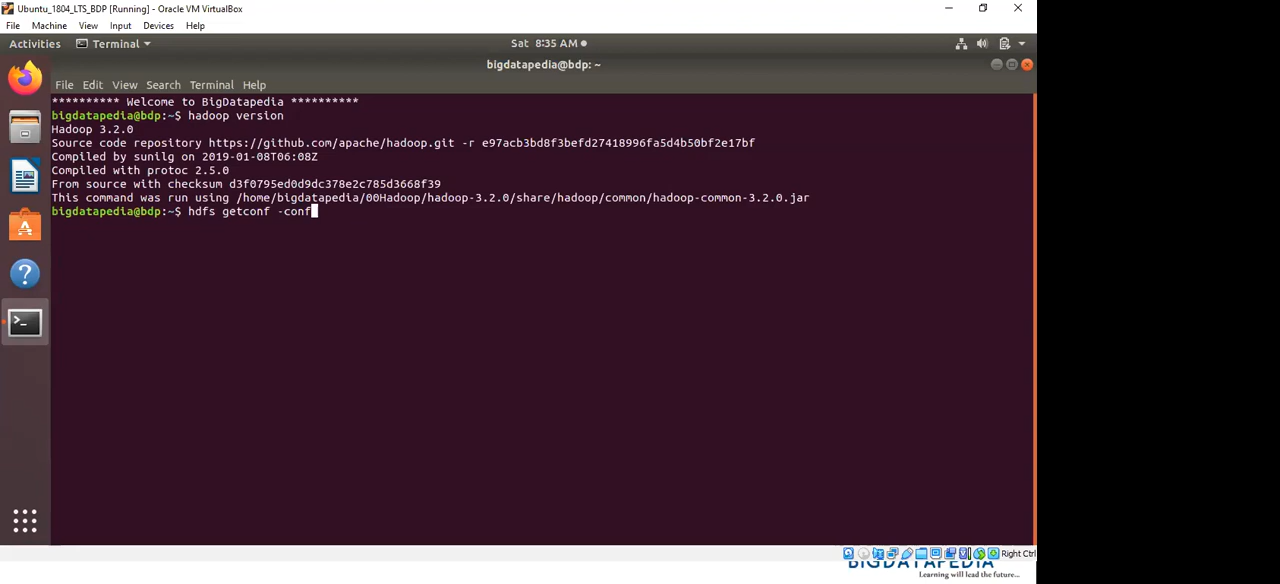 Ubuntu_1804_LTS_BDP [Running] - Oracle VM VirtualBox
File Machine View Input Devices Help
Activities Terminal Sat 8:35 AM
bigdatapedia@bdp: ~
File Edit View Search Terminal Help
********** Welcome to BigDatapedia **********
bigdatapedia@bdp:~$ hadoop version
Hadoop 3.2.0
Source code repository https://github.com/apache/hadoop.git -r e97acb3bd8f3befd27418996fa5d4b50bf2e17bf
Compiled by sunilg on 2019-01-08T06:08Z
Compiled with protoc 2.5.0
From source with checksum d3f0795ed0d9dc378e2c785d3668f39
This command was run using /home/bigdatapedia/00Hadoop/hadoop-3.2.0/share/hadoop/common/hadoop-common-3.2.0.jar
bigdatapedia@bdp:~$ hdfs getconf -conf
Right Ctrl
BIGDATAPEDIA
Learning will lead the future...